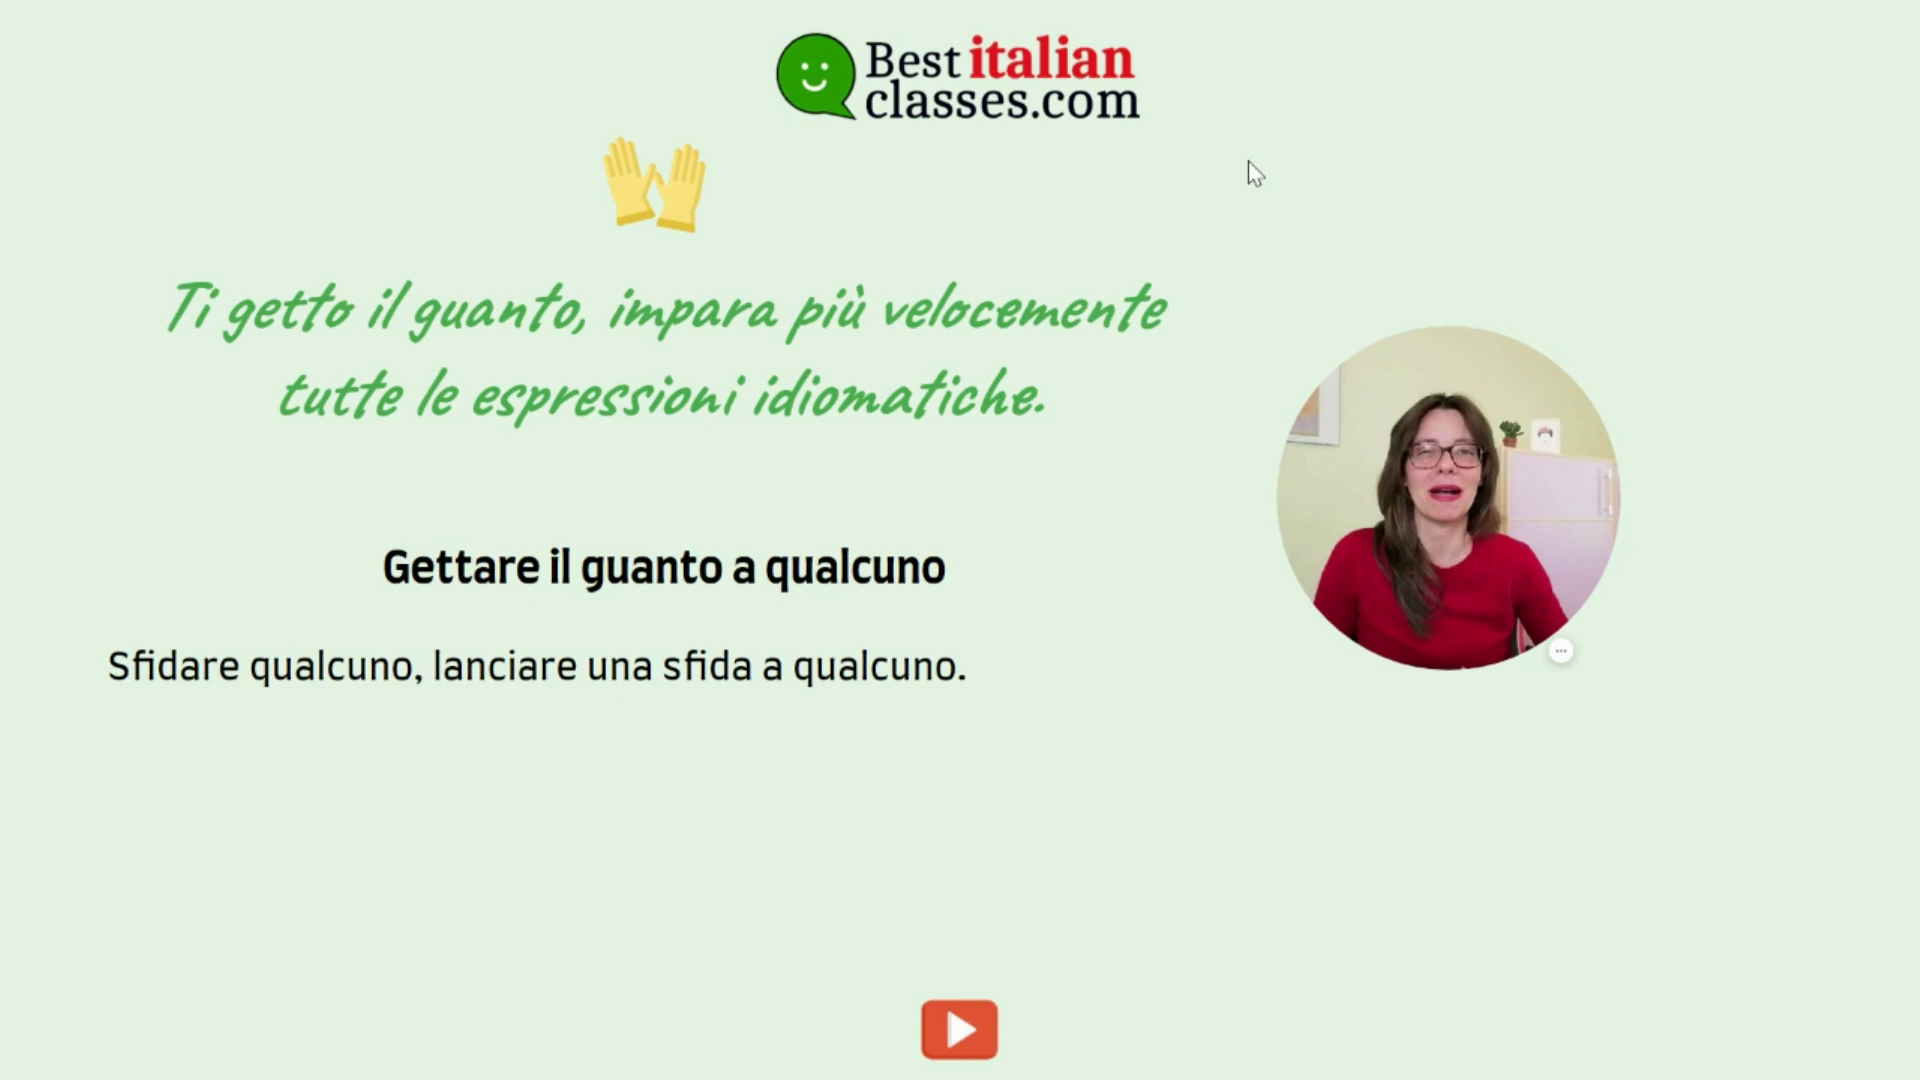 Best italian
classes.com
Ti getto il guanto, impara più velocemente
tutte le espressioni idiomatiche.
Gettare il guanto a qualcuno
Sfidare qualcuno, lanciare una sfida a qualcuno.